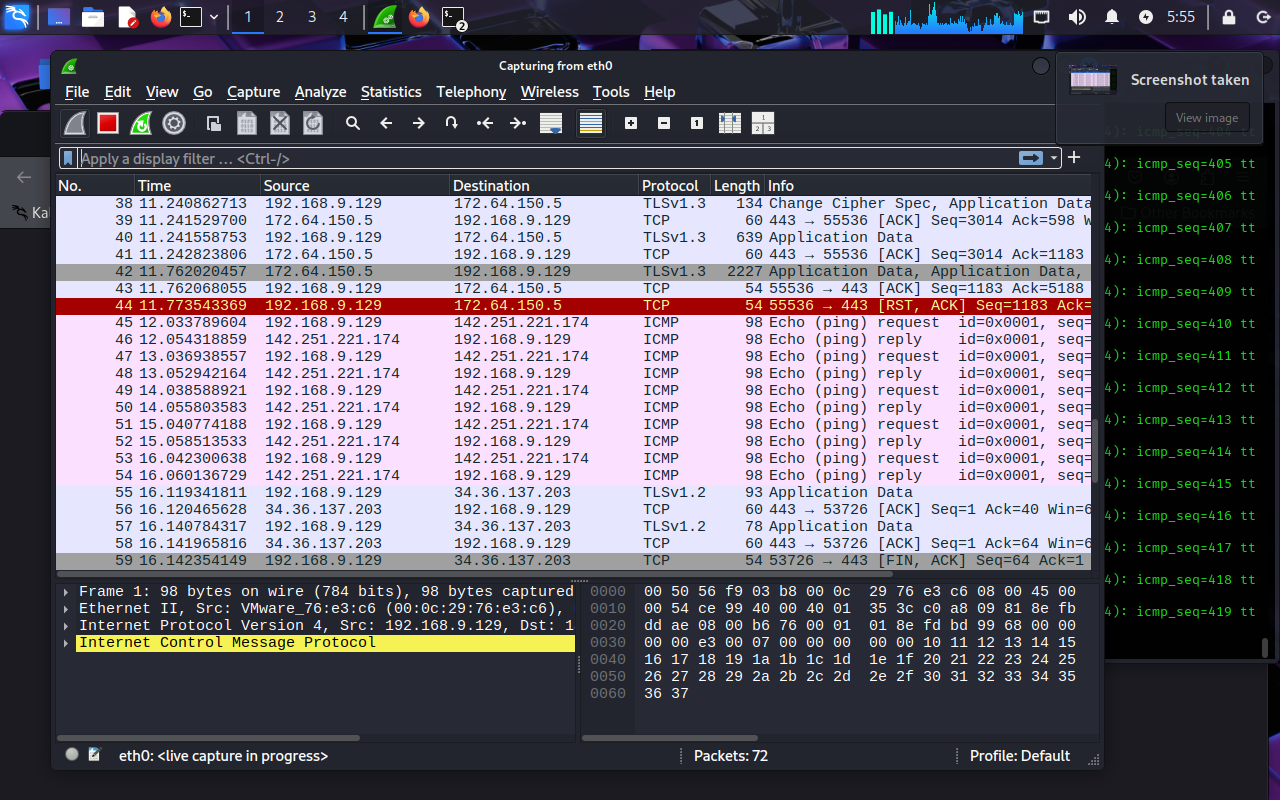 1 2 3 4 2 5:55
Capturing from eth0
Screenshot taken
View image
File Edit View Go Capture Analyze Statistics Telephony Wireless Tools Help
Apply a display filter … <Ctrl-/>
No. Time Source Destination Protocol Length Info
38 11.240862713 192.168.9.129 172.64.150.5 TLSv1.3 134 Change Cipher Spec, Application Data
39 11.241529700 172.64.150.5 192.168.9.129 TCP 60 443 → 55536 [ACK] Seq=3014 Ack=598 W
40 11.241558753 192.168.9.129 172.64.150.5 TLSv1.3 639 Application Data
41 11.242823806 172.64.150.5 192.168.9.129 TCP 60 443 → 55536 [ACK] Seq=3014 Ack=1183
42 11.762020457 172.64.150.5 192.168.9.129 TLSv1.3 2227 Application Data, Application Data,
43 11.762068055 192.168.9.129 172.64.150.5 TCP 54 55536 → 443 [ACK] Seq=1183 Ack=5188
44 11.773543369 192.168.9.129 172.64.150.5 TCP 54 55536 → 443 [RST, ACK] Seq=1183 Ack=
45 12.033789604 192.168.9.129 142.251.221.174 ICMP 98 Echo (ping) request id=0x0001, seq=
46 12.054318859 142.251.221.174 192.168.9.129 ICMP 98 Echo (ping) reply id=0x0001, seq=
47 13.036938557 192.168.9.129 142.251.221.174 ICMP 98 Echo (ping) request id=0x0001, seq=
48 13.052942164 142.251.221.174 192.168.9.129 ICMP 98 Echo (ping) reply id=0x0001, seq=
49 14.038588921 192.168.9.129 142.251.221.174 ICMP 98 Echo (ping) request id=0x0001, seq=
50 14.055803583 142.251.221.174 192.168.9.129 ICMP 98 Echo (ping) reply id=0x0001, seq=
51 15.040774188 192.168.9.129 142.251.221.174 ICMP 98 Echo (ping) request id=0x0001, seq=
52 15.058513533 142.251.221.174 192.168.9.129 ICMP 98 Echo (ping) reply id=0x0001, seq=
53 16.042300638 192.168.9.129 142.251.221.174 ICMP 98 Echo (ping) request id=0x0001, seq=
54 16.060136729 142.251.221.174 192.168.9.129 ICMP 98 Echo (ping) reply id=0x0001, seq=
55 16.119341811 192.168.9.129 34.36.137.203 TLSv1.2 93 Application Data
56 16.120465628 34.36.137.203 192.168.9.129 TCP 60 443 → 53726 [ACK] Seq=1 Ack=40 Win=6
57 16.140784317 192.168.9.129 34.36.137.203 TLSv1.2 78 Application Data
58 16.141965816 34.36.137.203 192.168.9.129 TCP 60 443 → 53726 [ACK] Seq=1 Ack=64 Win=6
59 16.142354149 192.168.9.129 34.36.137.203 TCP 54 53726 → 443 [FIN, ACK] Seq=64 Ack=1
Frame 1: 98 bytes on wire (784 bits), 98 bytes captured
Ethernet II, Src: VMware_76:e3:c6 (00:0c:29:76:e3:c6),
Internet Protocol Version 4, Src: 192.168.9.129, Dst: 1
Internet Control Message Protocol
0000 00 50 56 f9 03 b8 00 0c 29 76 e3 c6 08 00 45 00
0010 00 54 ce 99 40 00 40 01 35 3c c0 a8 09 81 8e fb
0020 dd ae 08 00 b6 76 00 01 01 8e fd bd 99 68 00 00
0030 00 00 e3 00 07 00 00 00 00 00 10 11 12 13 14 15
0040 16 17 18 19 1a 1b 1c 1d 1e 1f 20 21 22 23 24 25
0050 26 27 28 29 2a 2b 2c 2d 2e 2f 30 31 32 33 34 35
0060 36 37
eth0: <live capture in progress> Packets: 72 Profile: Default
Ka
4): icmp_seq=404 tt
4): icmp_seq=405 tt
4): icmp_seq=406 tt
Other Bookmarks
4): icmp_seq=407 tt
4): icmp_seq=408 tt
4): icmp_seq=409 tt
4): icmp_seq=410 tt
4): icmp_seq=411 tt
4): icmp_seq=412 tt
4): icmp_seq=413 tt
4): icmp_seq=414 tt
4): icmp_seq=415 tt
4): icmp_seq=416 tt
4): icmp_seq=417 tt
4): icmp_seq=418 tt
4): icmp_seq=419 tt